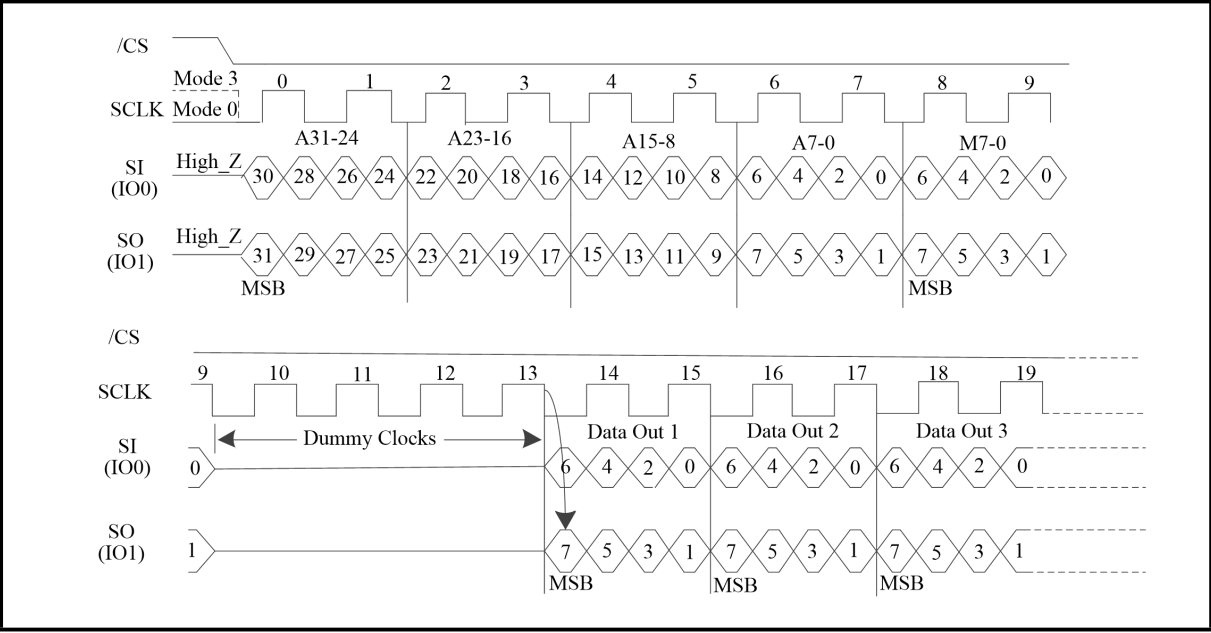 /CS
Mode 3 0 1 2 3 4 5 6 7 8 9
SCLK Mode 0
A31-24 A23-16 A15-8 A7-0 M7-0
SI High_Z
(IO0) 30 28 26 24 22 20 18 16 14 12 10 8 6 4 2 0 6 4 2 0
SO High_Z
(IO1) 31 29 27 25 23 21 19 17 15 13 11 9 7 5 3 1 7 5 3 1
MSB MSB
/CS
9 10 11 12 13 14 15 16 17 18 19
SCLK
Dummy Clocks Data Out 1 Data Out 2 Data Out 3
SI
(IO0) 0 6 4 2 0 6 4 2 0 6 4 2 0
SO
(IO1) 1 7 5 3 1 7 5 3 1 7 5 3 1
MSB MSB MSB